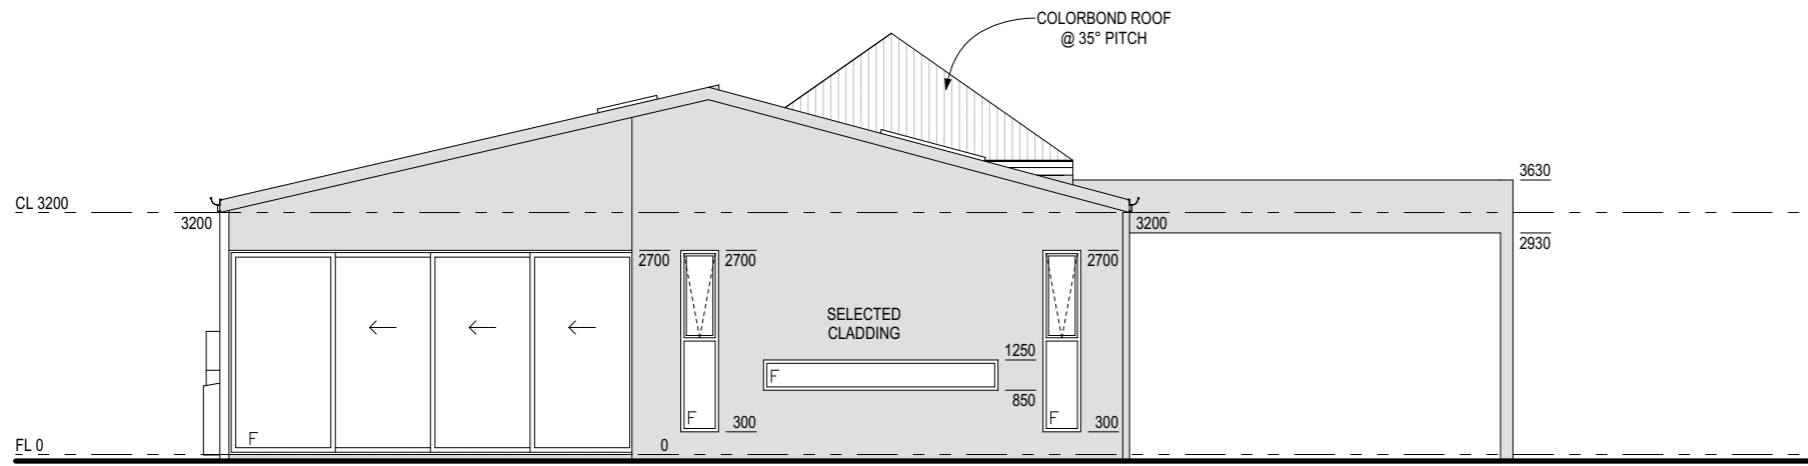 COLORBOND ROOF
@ 35° PITCH
3630
CL 3200
3200
3200
2930
2700
2700
2700
SELECTED
CLADDING
1250
850
F
F
F
F
300
300
FL 0
0